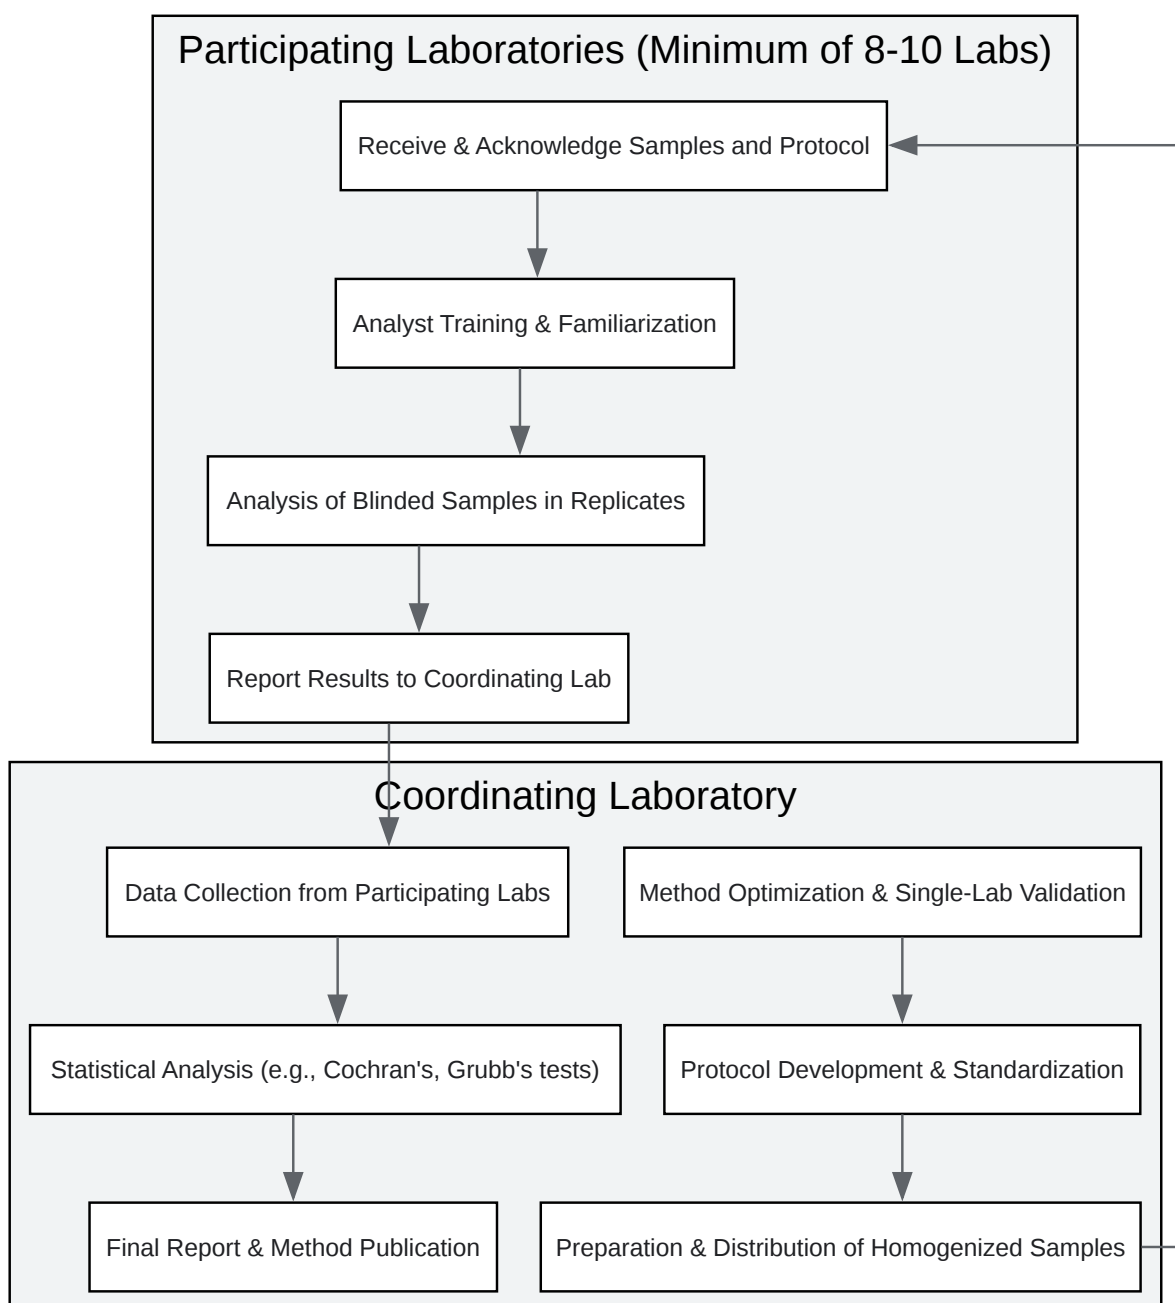 Participating Laboratories (Minimum of 8-10 Labs)
Receive & Acknowledge Samples and Protocol
Analyst Training & Familiarization
Analysis of Blinded Samples in Replicates
Report Results to Coordinating Lab
Coordinating Laboratory
Data Collection from Participating Labs
Method Optimization & Single-Lab Validation
Statistical Analysis (e.g., Cochran's, Grubb's tests)
Protocol Development & Standardization
Final Report & Method Publication
Preparation & Distribution of Homogenized Samples